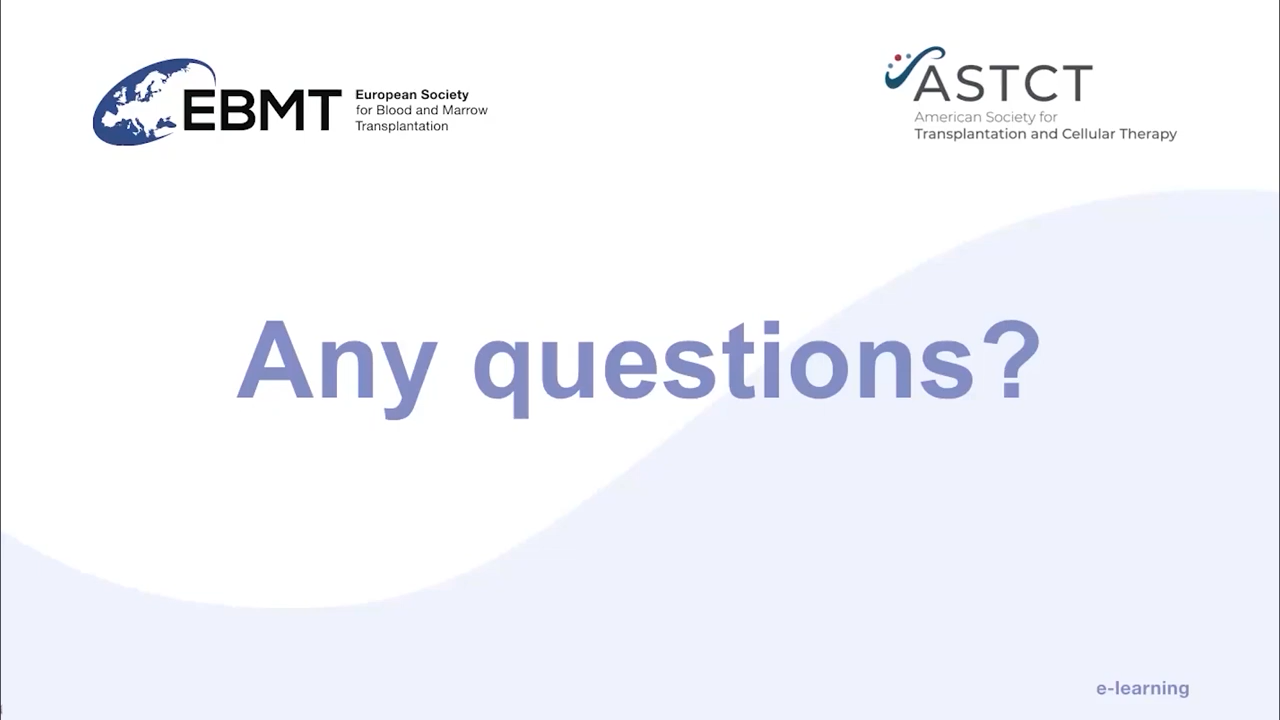 EBMT
European Society
for Blood and Marrow
Transplantation
ASTCT
American Society for
Transplantation and Cellular Therapy
Any questions?
e-learning